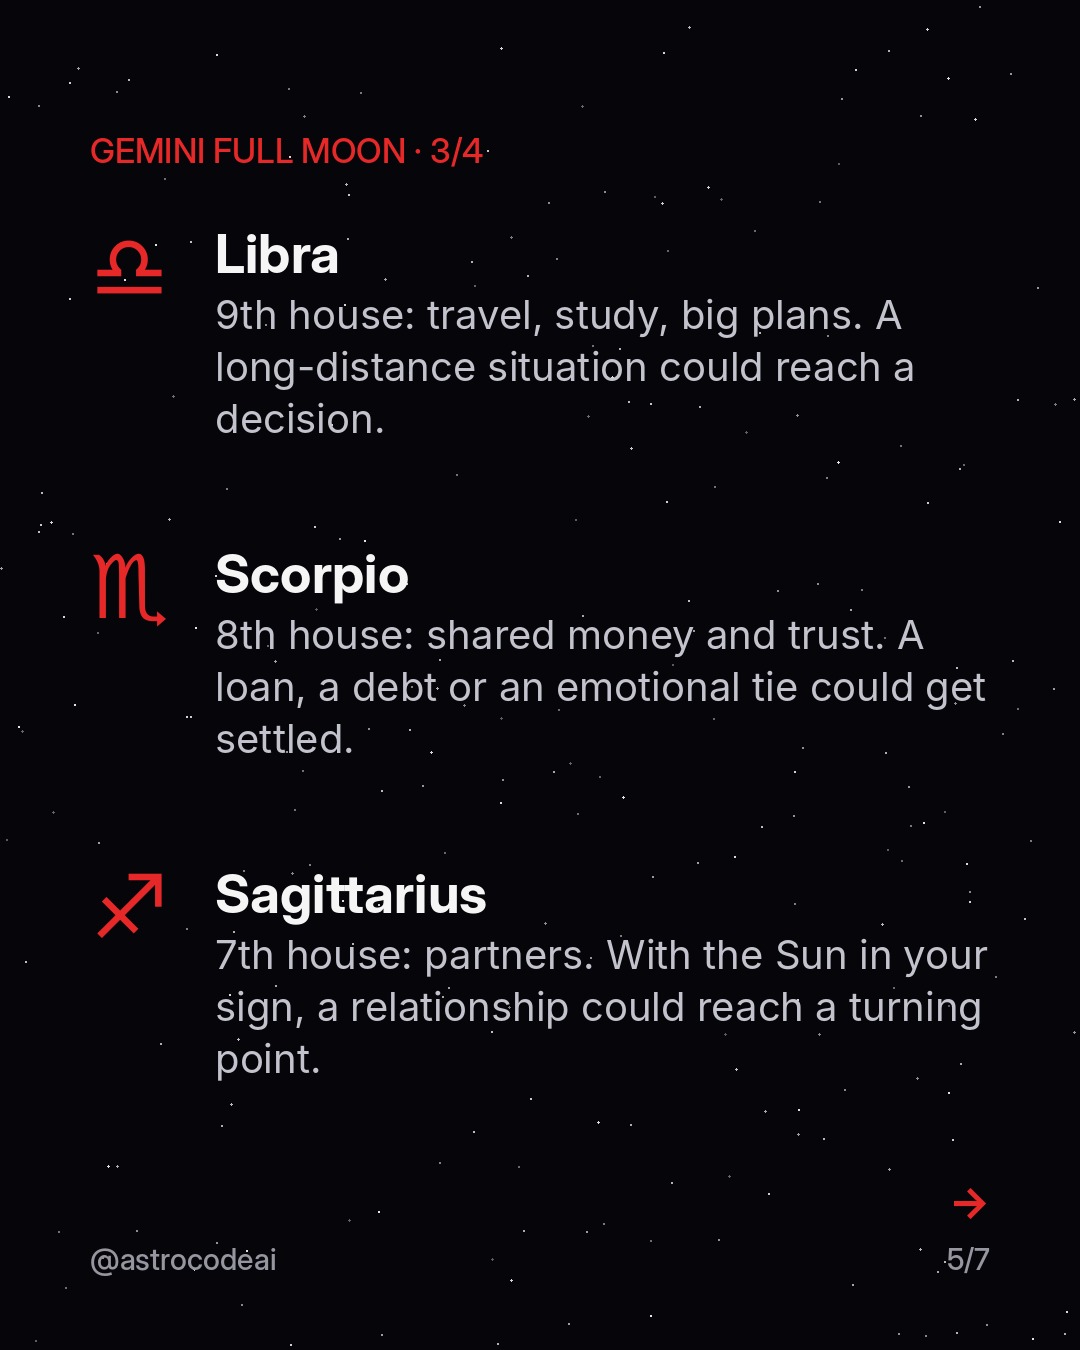 GEMINI FULL MOON · 3/4
♎ Libra
9th house: travel, study, big plans. A
long-distance situation could reach a
decision.
♏ Scorpio
8th house: shared money and trust. A
loan, a debt or an emotional tie could get
settled.
♐ Sagittarius
7th house: partners. With the Sun in your
sign, a relationship could reach a turning
point.
→
@astrocodeai
5/7